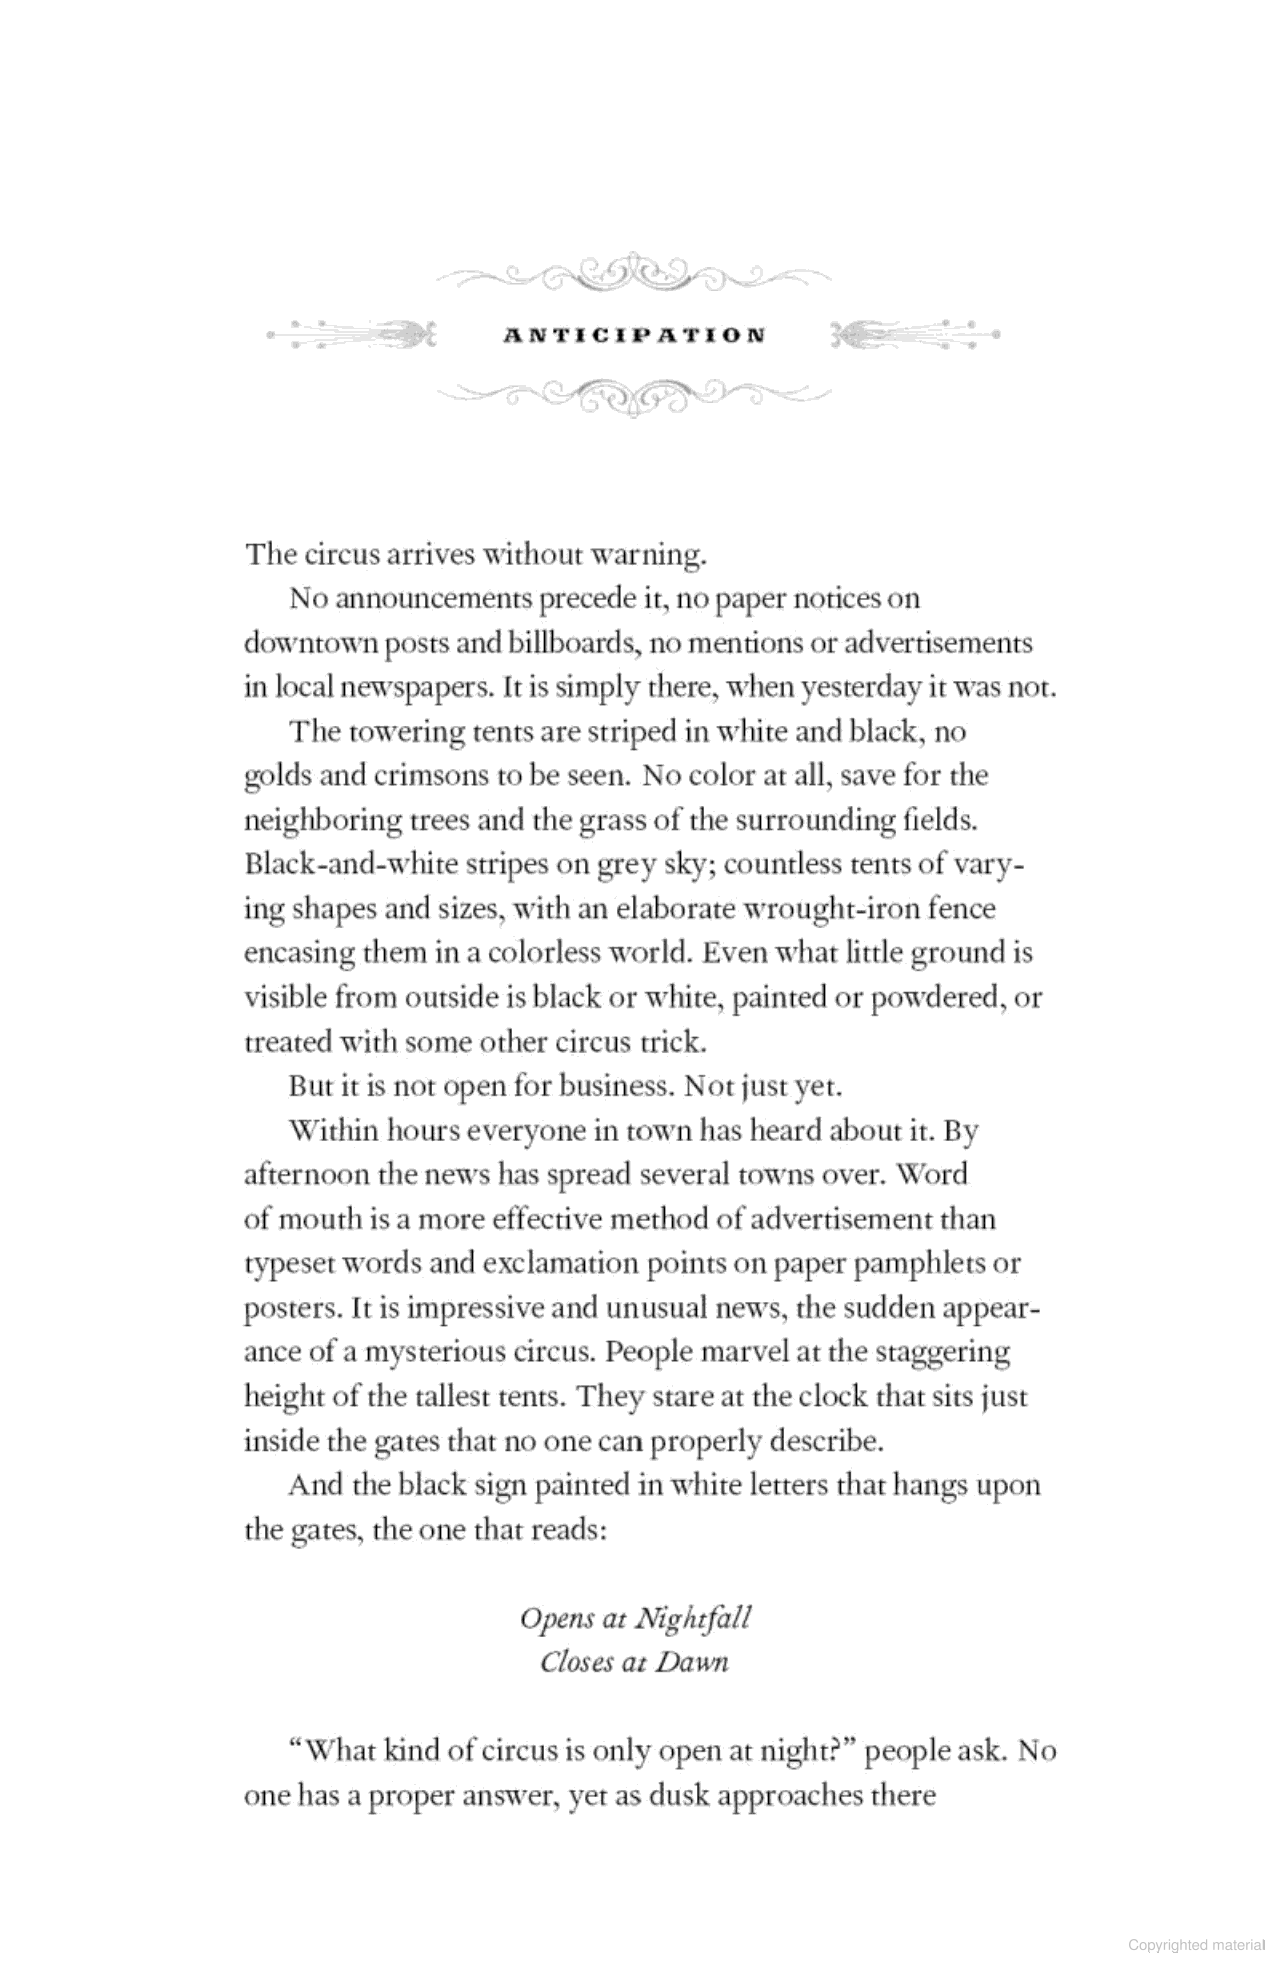 ANTICIPATION
The circus arrives without warning.
No announcements precede it, no paper notices on
downtown posts and billboards, no mentions or advertisements
in local newspapers. It is simply there, when yesterday it was not.
The towering tents are striped in white and black, no
golds and crimsons to be seen. No color at all, save for the
neighboring trees and the grass of the surrounding fields.
Black-and-white stripes on grey sky; countless tents of vary-
ing shapes and sizes, with an elaborate wrought-iron fence
encasing them in a colorless world. Even what little ground is
visible from outside is black or white, painted or powdered, or
treated with some other circus trick.
But it is not open for business. Not just yet.
Within hours everyone in town has heard about it. By
afternoon the news has spread several towns over. Word
of mouth is a more effective method of advertisement than
typeset words and exclamation points on paper pamphlets or
posters. It is impressive and unusual news, the sudden appear-
ance of a mysterious circus. People marvel at the staggering
height of the tallest tents. They stare at the clock that sits just
inside the gates that no one can properly describe.
And the black sign painted in white letters that hangs upon
the gates, the one that reads:
Opens at Nightfall
Closes at Dawn
“What kind of circus is only open at night?” people ask. No
one has a proper answer, yet as dusk approaches there
Copyrighted material